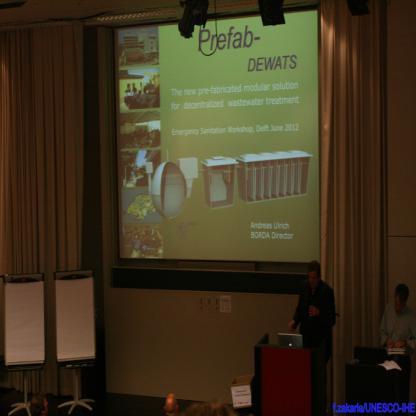 Prefab-
DEWATS
The new pre-fabricated modular solution
for decentralized wastewater treatment
Emergency Sanitation Workshop, Delft June 2012
Andreas Ulrich
BORDA Director
f.zakaria/UNESCO-IHE